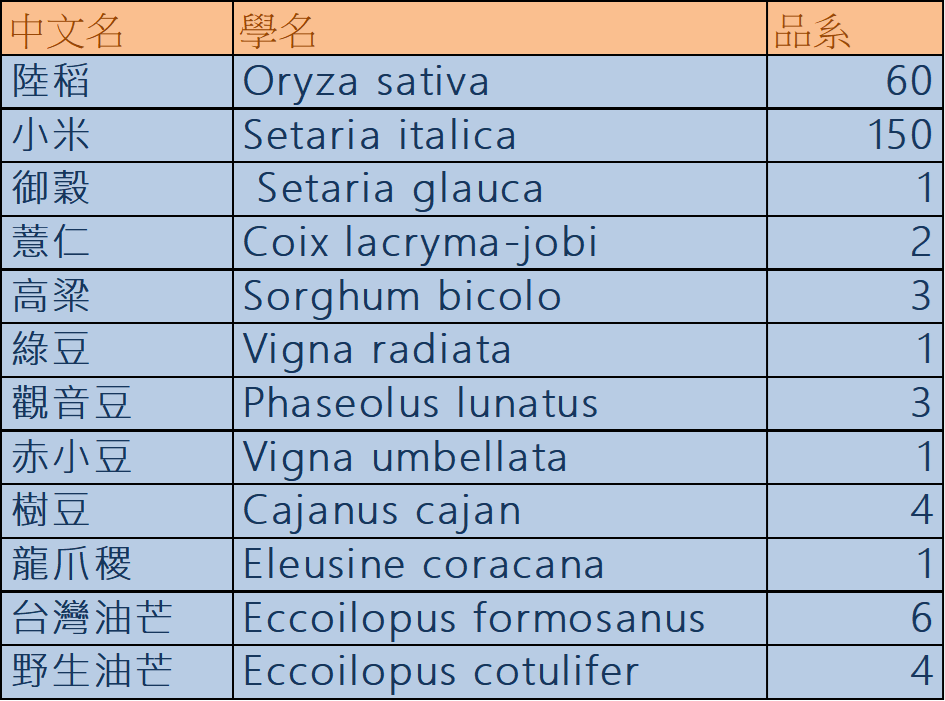 中文名 學名 品系
陸稻 Oryza sativa 60
小米 Setaria italica 150
御穀 Setaria glauca 1
薏仁 Coix lacryma-jobi 2
高粱 Sorghum bicolo 3
綠豆 Vigna radiata 1
觀音豆 Phaseolus lunatus 3
赤小豆 Vigna umbellata 1
樹豆 Cajanus cajan 4
龍爪稷 Eleusine coracana 1
台灣油芒 Eccoilopus formosanus 6
野生油芒 Eccoilopus cotulifer 4